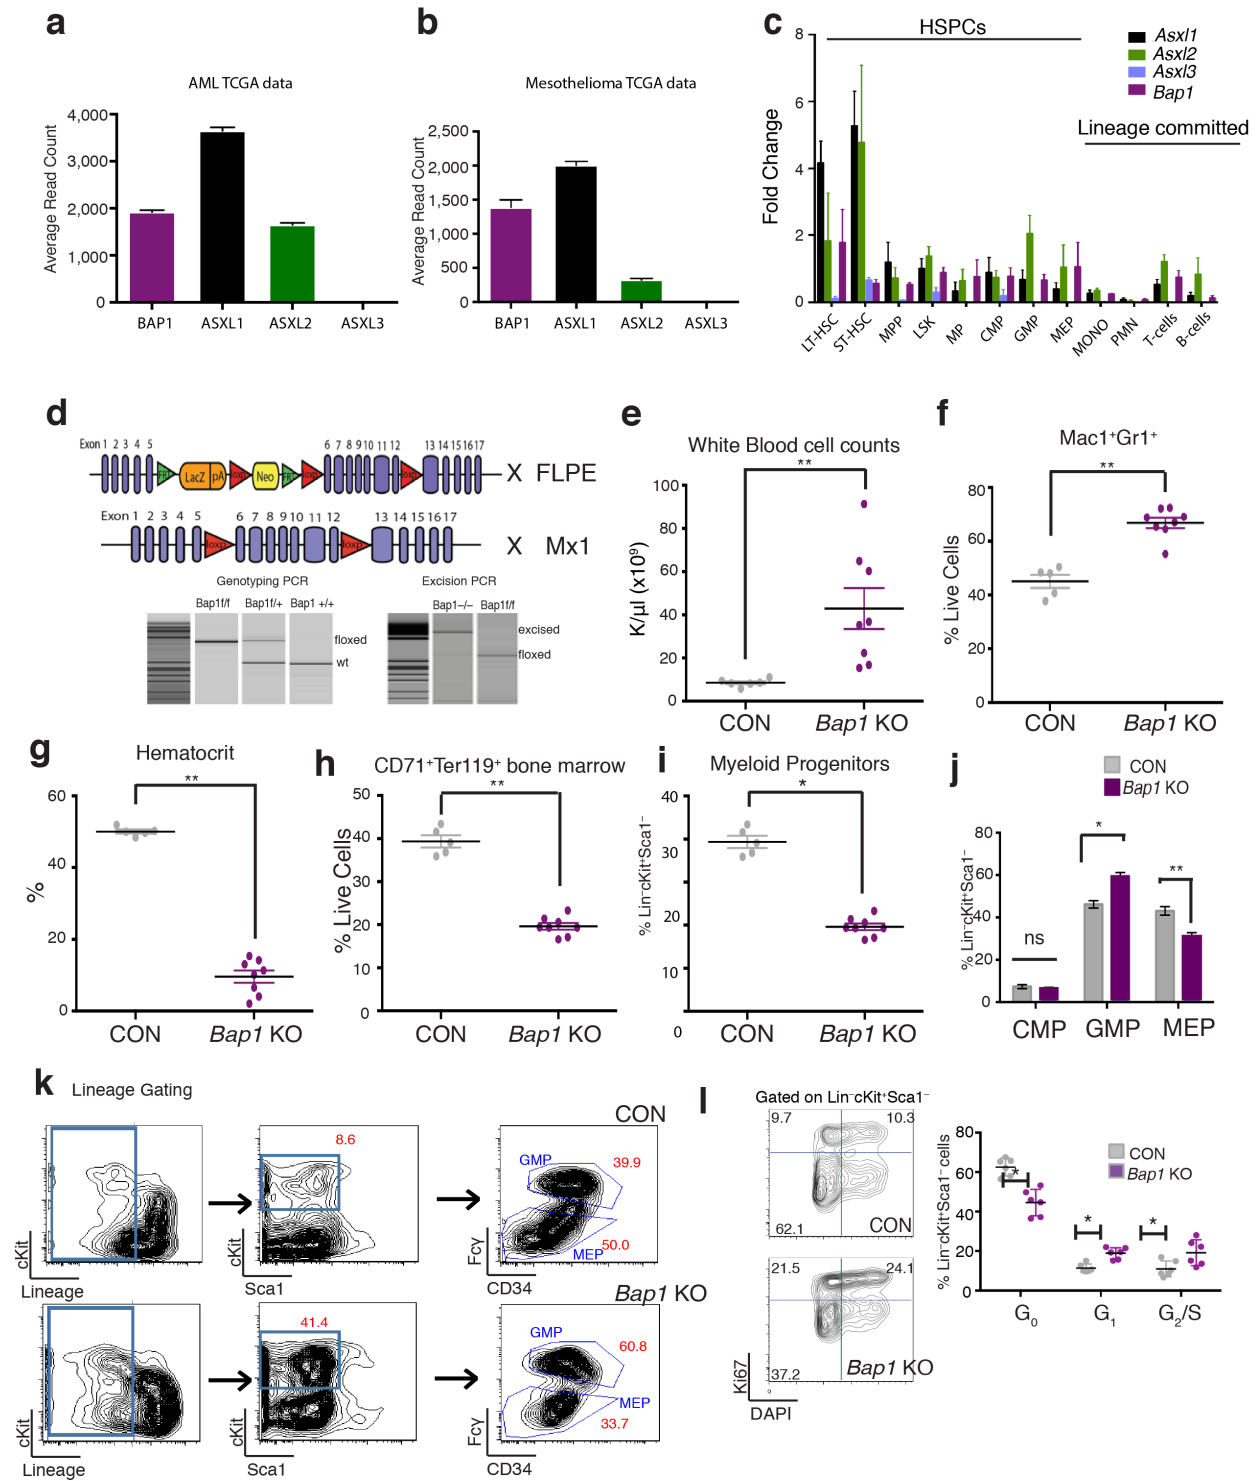 a
AML TCGA data
Average Read Count
4,000
3,000
2,000
1,000
0
BAP1 ASXL1 ASXL2 ASXL3
b
Mesothelioma TCGA data
Average Read Count
2,500
2,000
1,500
1,000
500
0
BAP1 ASXL1 ASXL2 ASXL3
c
HSPCs
Asxl1
Asxl2
Asxl3
Bap1
Lineage committed
Fold Change
8
6
4
2
0
LT-HSC ST-HSC MPP LSK MP CMP GMP MEP MONO PMN T-cells B-cells
d
Exon 1 2 3 4 5 6 7 8 9 10 11 12 13 14 15 16 17
FRT LacZ pA loxp Neo FRT loxp loxp
X FLPE
Exon 1 2 3 4 5 6 7 8 9 10 11 12 13 14 15 16 17
loxp loxp
X Mx1
Genotyping PCR
Bap1f/f Bap1f/+ Bap1 +/+
floxed
wt
Excision PCR
Bap1–/– Bap1f/f
excised
floxed
e
White Blood cell counts
**
K/µl (x10⁹)
100
80
60
40
20
0
CON Bap1 KO
f
Mac1⁺Gr1⁺
**
% Live Cells
80
60
40
20
0
CON Bap1 KO
g
Hematocrit
**
%
60
40
20
0
CON Bap1 KO
h
CD71⁺Ter119⁺ bone marrow
**
% Live Cells
50
40
30
20
10
0
CON Bap1 KO
i
Myeloid Progenitors
*
% Lin⁻cKit⁺Sca1⁻
40
30
20
10
0
CON Bap1 KO
j
CON
Bap1 KO
% Lin⁻cKit⁺Sca1⁻
80
60
40
20
0
ns
*
**
CMP GMP MEP
k
Lineage Gating
CON
cKit
Lineage
8.6
cKit
Sca1
GMP
39.9
MEP
50.0
Fcγ
CD34
Bap1 KO
cKit
Lineage
41.4
cKit
Sca1
GMP
60.8
MEP
33.7
Fcγ
CD34
l
Gated on Lin⁻cKit⁺Sca1⁻
9.7 10.3
62.1 CON
21.5 24.1
37.2 Bap1 KO
Ki67
0
DAPI
% Lin⁻cKit⁺Sca1⁻ cells
80
60
40
20
0
CON
Bap1 KO
*
*
*
G₀ G₁ G₂/S